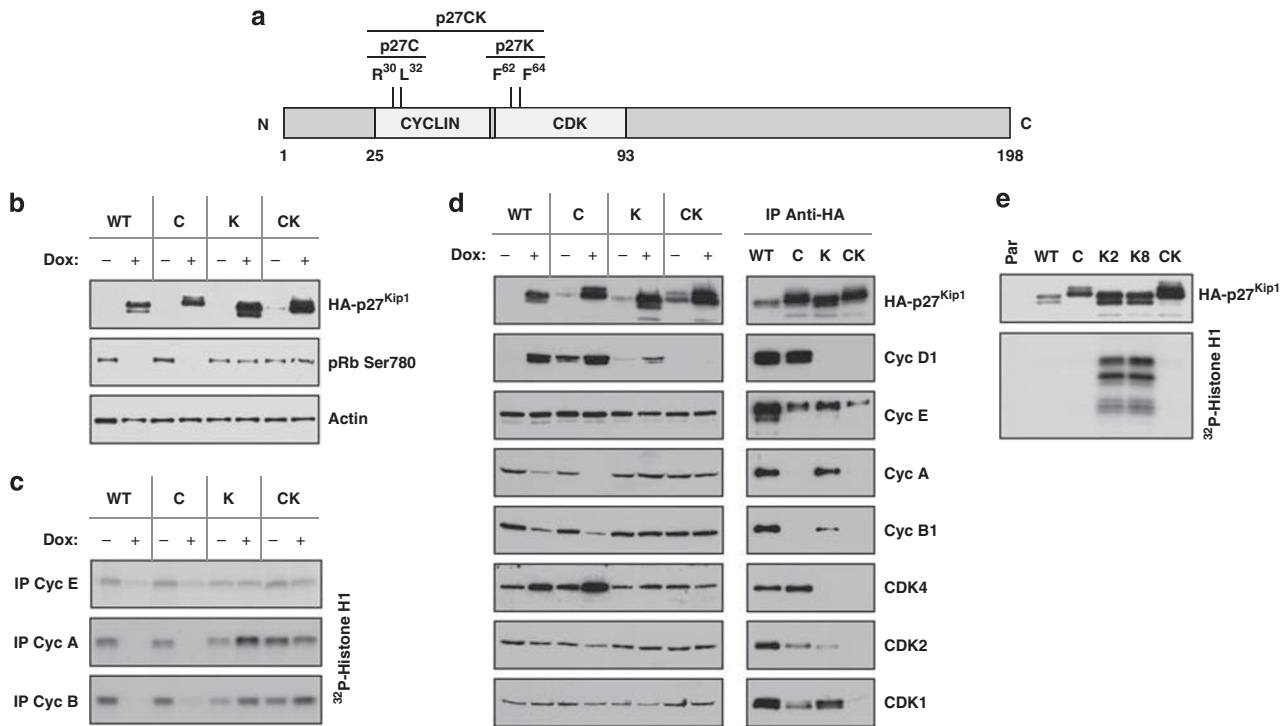 a
p27CK
p27C p27K
R30 L32 F62 F64
N CYCLIN CDK C
1 25 93 198
b
WT C K CK
Dox: – + – + – + – +
HA-p27Kip1
pRb Ser780
Actin
c
WT C K CK
Dox: – + – + – + – +
IP Cyc E
IP Cyc A
IP Cyc B
32P-Histone H1
d
WT C K CK
Dox: – + – + – + – +
IP Anti-HA
WT C K CK
HA-p27Kip1
Cyc D1
Cyc E
Cyc A
Cyc B1
CDK4
CDK2
CDK1
e
Par WT C K2 K8 CK
HA-p27Kip1
32P-Histone H1